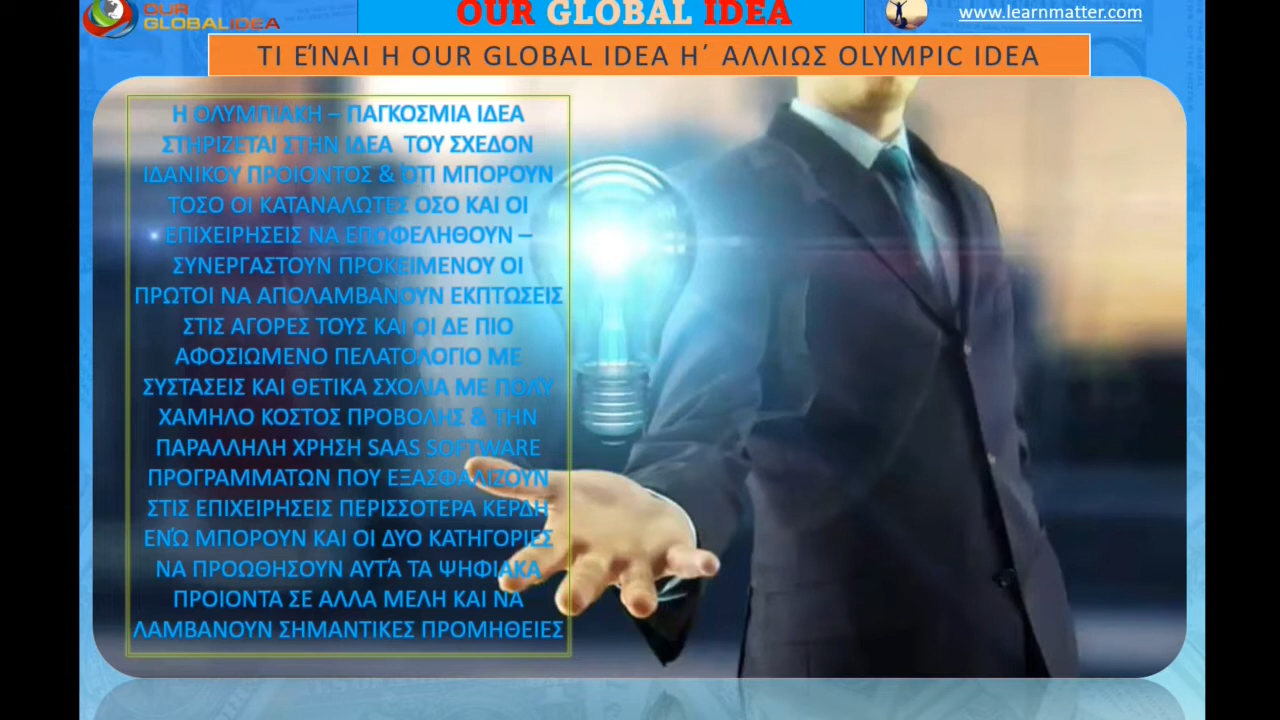 OUR
GLOBALIDEA
OUR GLOBAL IDEA
www.learnmatter.com
ΤΙ ΕΊΝΑΙ Η OUR GLOBAL IDEA Η΄ ΑΛΛΙΩΣ OLYMPIC IDEA
Η ΟΛΥΜΠΙΑΚΗ – ΠΑΓΚΟΣΜΙΑ ΙΔΕΑ
ΣΤΗΡΙΖΕΤΑΙ ΣΤΗΝ ΙΔΕΑ ΤΟΥ ΣΧΕΔΟΝ
ΙΔΑΝΙΚΟΥ ΠΡΟΙΟΝΤΟΣ & ΌΤΙ ΜΠΟΡΟΥΝ
ΤΟΣΟ ΟΙ ΚΑΤΑΝΑΛΩΤΕΣ ΟΣΟ ΚΑΙ ΟΙ
ΕΠΙΧΕΙΡΗΣΕΙΣ ΝΑ ΕΠΩΦΕΛΗΘΟΥΝ –
ΣΥΝΕΡΓΑΣΤΟΥΝ ΠΡΟΚΕΙΜΕΝΟΥ ΟΙ
ΠΡΩΤΟΙ ΝΑ ΑΠΟΛΑΜΒΑΝΟΥΝ ΕΚΠΤΩΣΕΙΣ
ΣΤΙΣ ΑΓΟΡΕΣ ΤΟΥΣ ΚΑΙ ΟΙ ΔΕ ΠΙΟ
ΑΦΟΣΙΩΜΕΝΟ ΠΕΛΑΤΟΛΟΓΙΟ ΜΕ
ΣΥΣΤΑΣΕΙΣ ΚΑΙ ΘΕΤΙΚΑ ΣΧΟΛΙΑ ΜΕ ΠΟΛΎ
ΧΑΜΗΛΟ ΚΟΣΤΟΣ ΠΡΟΒΟΛΗΣ & ΤΗΝ
ΠΑΡΑΛΛΗΛΗ ΧΡΗΣΗ SAAS SOFTWARE
ΠΡΟΓΡΑΜΜΑΤΩΝ ΠΟΥ ΕΞΑΣΦΑΛΙΖΟΥΝ
ΣΤΙΣ ΕΠΙΧΕΙΡΗΣΕΙΣ ΠΕΡΙΣΣΟΤΕΡΑ ΚΕΡΔΗ
ΕΝΏ ΜΠΟΡΟΥΝ ΚΑΙ ΟΙ ΔΥΟ ΚΑΤΗΓΟΡΙΕΣ
ΝΑ ΠΡΟΩΘΗΣΟΥΝ ΑΥΤΆ ΤΑ ΨΗΦΙΑΚΑ
ΠΡΟΙΟΝΤΑ ΣΕ ΑΛΛΑ ΜΕΛΗ ΚΑΙ ΝΑ
ΛΑΜΒΑΝΟΥΝ ΣΗΜΑΝΤΙΚΕΣ ΠΡΟΜΗΘΕΙΕΣ